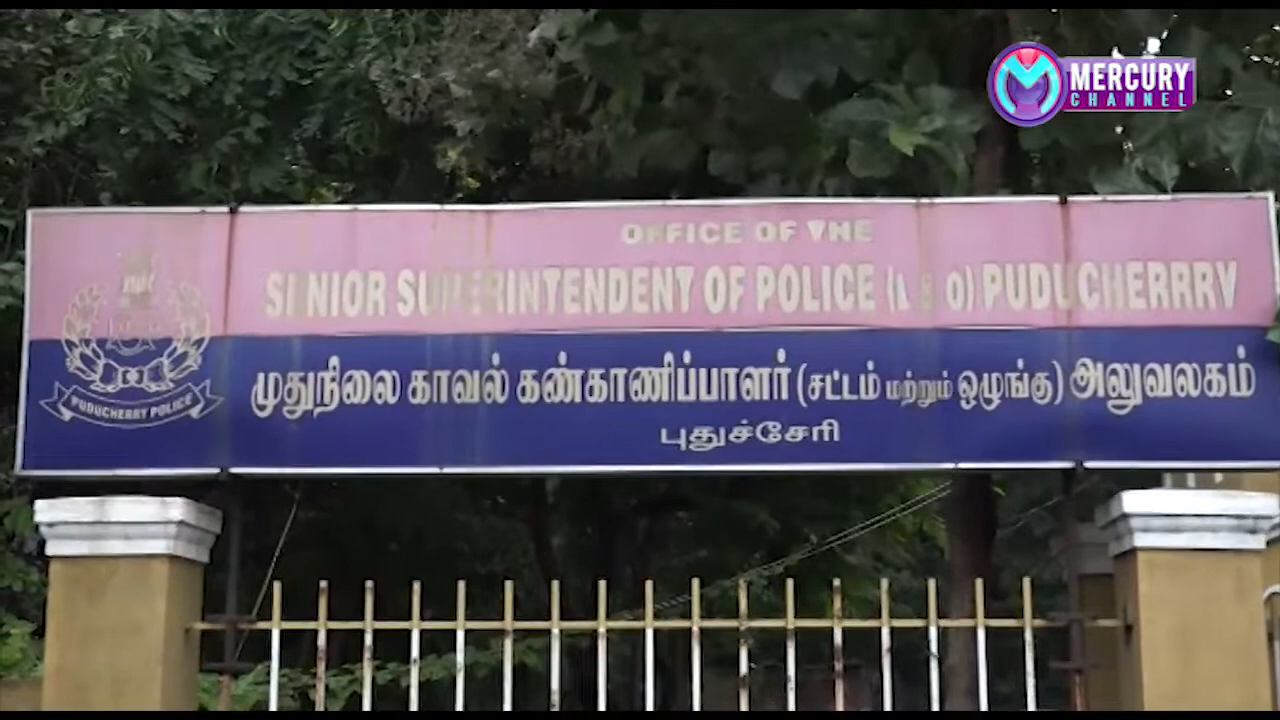 MERCURY
CHANNEL
OFFICE OF THE
SENIOR SUPERINTENDENT OF POLICE (L & O) PUDUCHERRRY
முதுநிலை காவல் கண்காணிப்பாளர் (சட்டம் மற்றும் ஒழுங்கு) அலுவலகம்
புதுச்சேரி
PUDUCHERRY POLICE